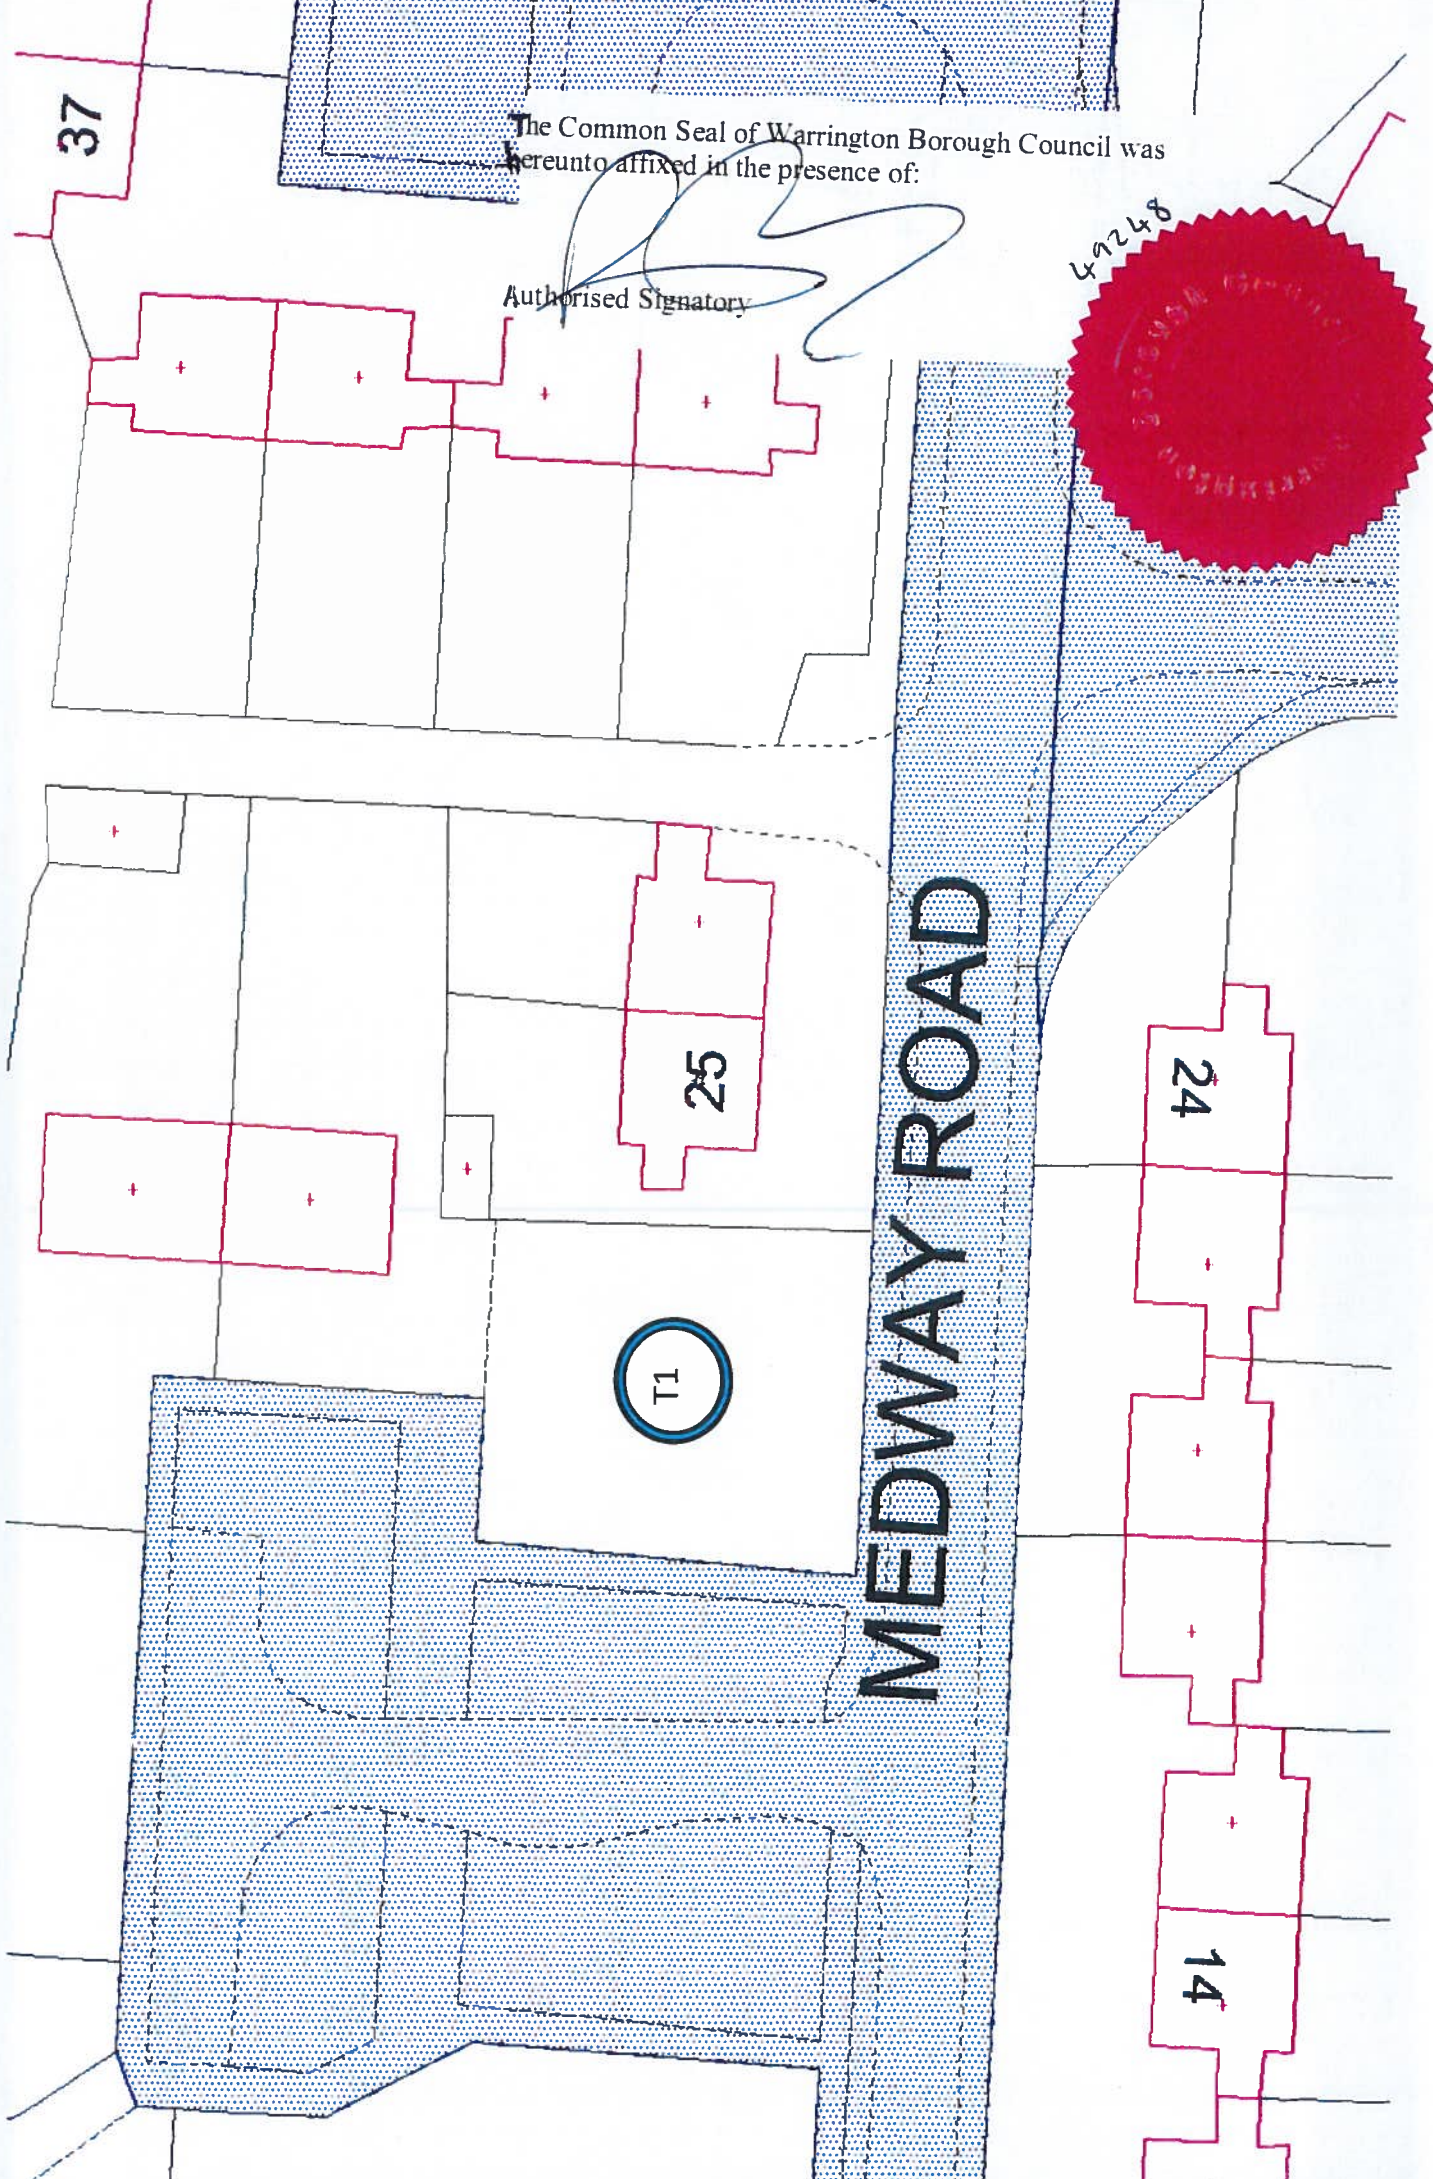 37
The Common Seal of Warrington Borough Council was
hereunto affixed in the presence of:
49248
Authorised Signatory
25
24
MEDWAY ROAD
T1
14